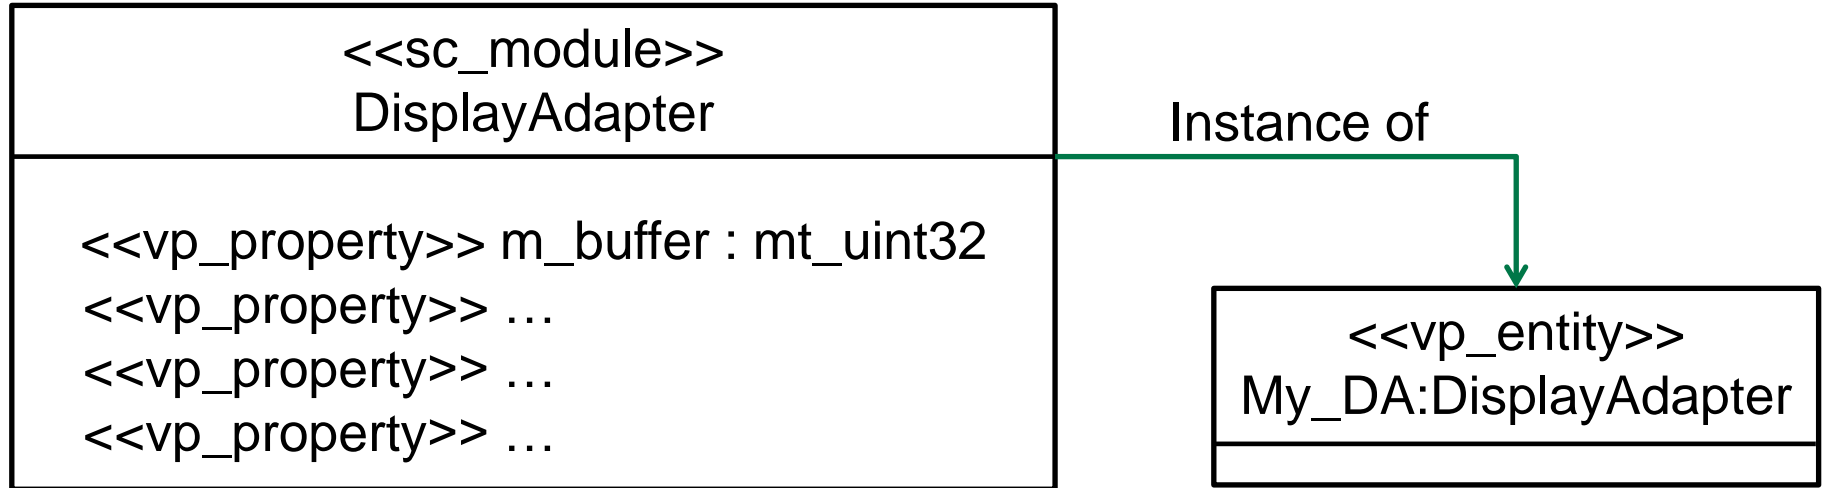 <<sc_module>>
DisplayAdapter
Instance of
<<vp_property>> m_buffer : mt_uint32
<<vp_property>> …
<<vp_property>> …
<<vp_property>> …
<<vp_entity>>
My_DA:DisplayAdapter